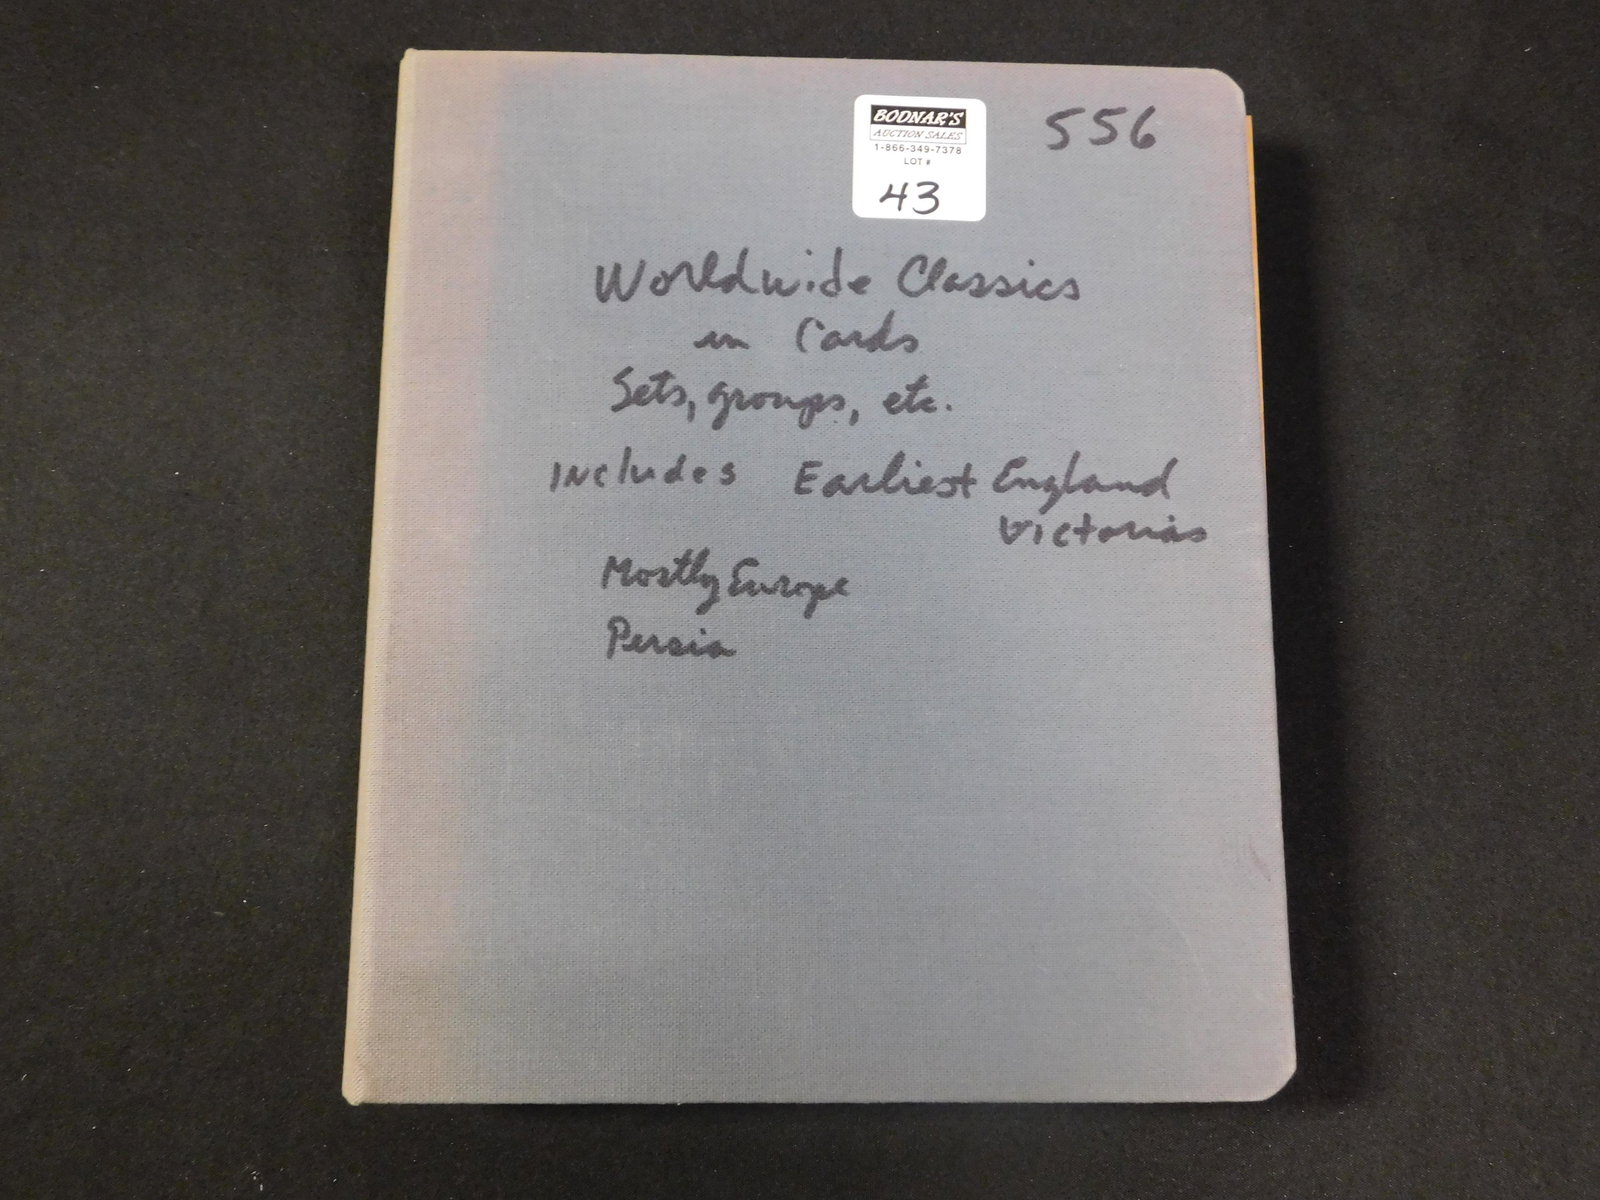 BODNAR'S
AUCTION SALES
1-866-349-7378
LOT #
43
556
Worldwide Classics
in Cards
Sets, groups, etc.
Includes Earliest England
Victorias
Mostly Europe
Persia